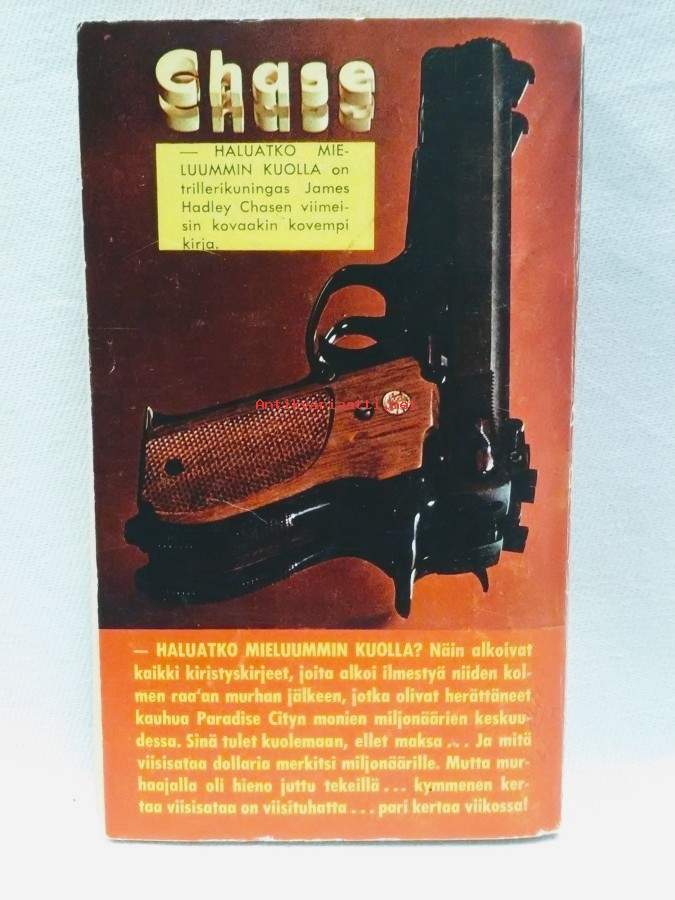 Chase
— HALUATKO MIE-
LUUMMIN KUOLLA on
trillerikuningas James
Hadley Chasen viimei-
sin kovaakin kovempi
kirja.
Antikvariaatti.net
— HALUATKO MIELUUMMIN KUOLLA? Näin alkoivat
kaikki kiristyskirjeet, joita alkoi ilmestyä niiden kol-
men raa'an murhan jälkeen, jotka olivat herättäneet
kauhua Paradise Cityn monien miljonäärien keskuu-
dessa. Sinä tulet kuolemaan, ellet maksa ... Ja mitä
viisisataa dollaria merkitsi miljonäärille. Mutta mur-
haajalla oli hieno juttu tekeillä ... kymmenen ker-
taa viisisataa on viisituhatta ... pari kertaa viikossa!